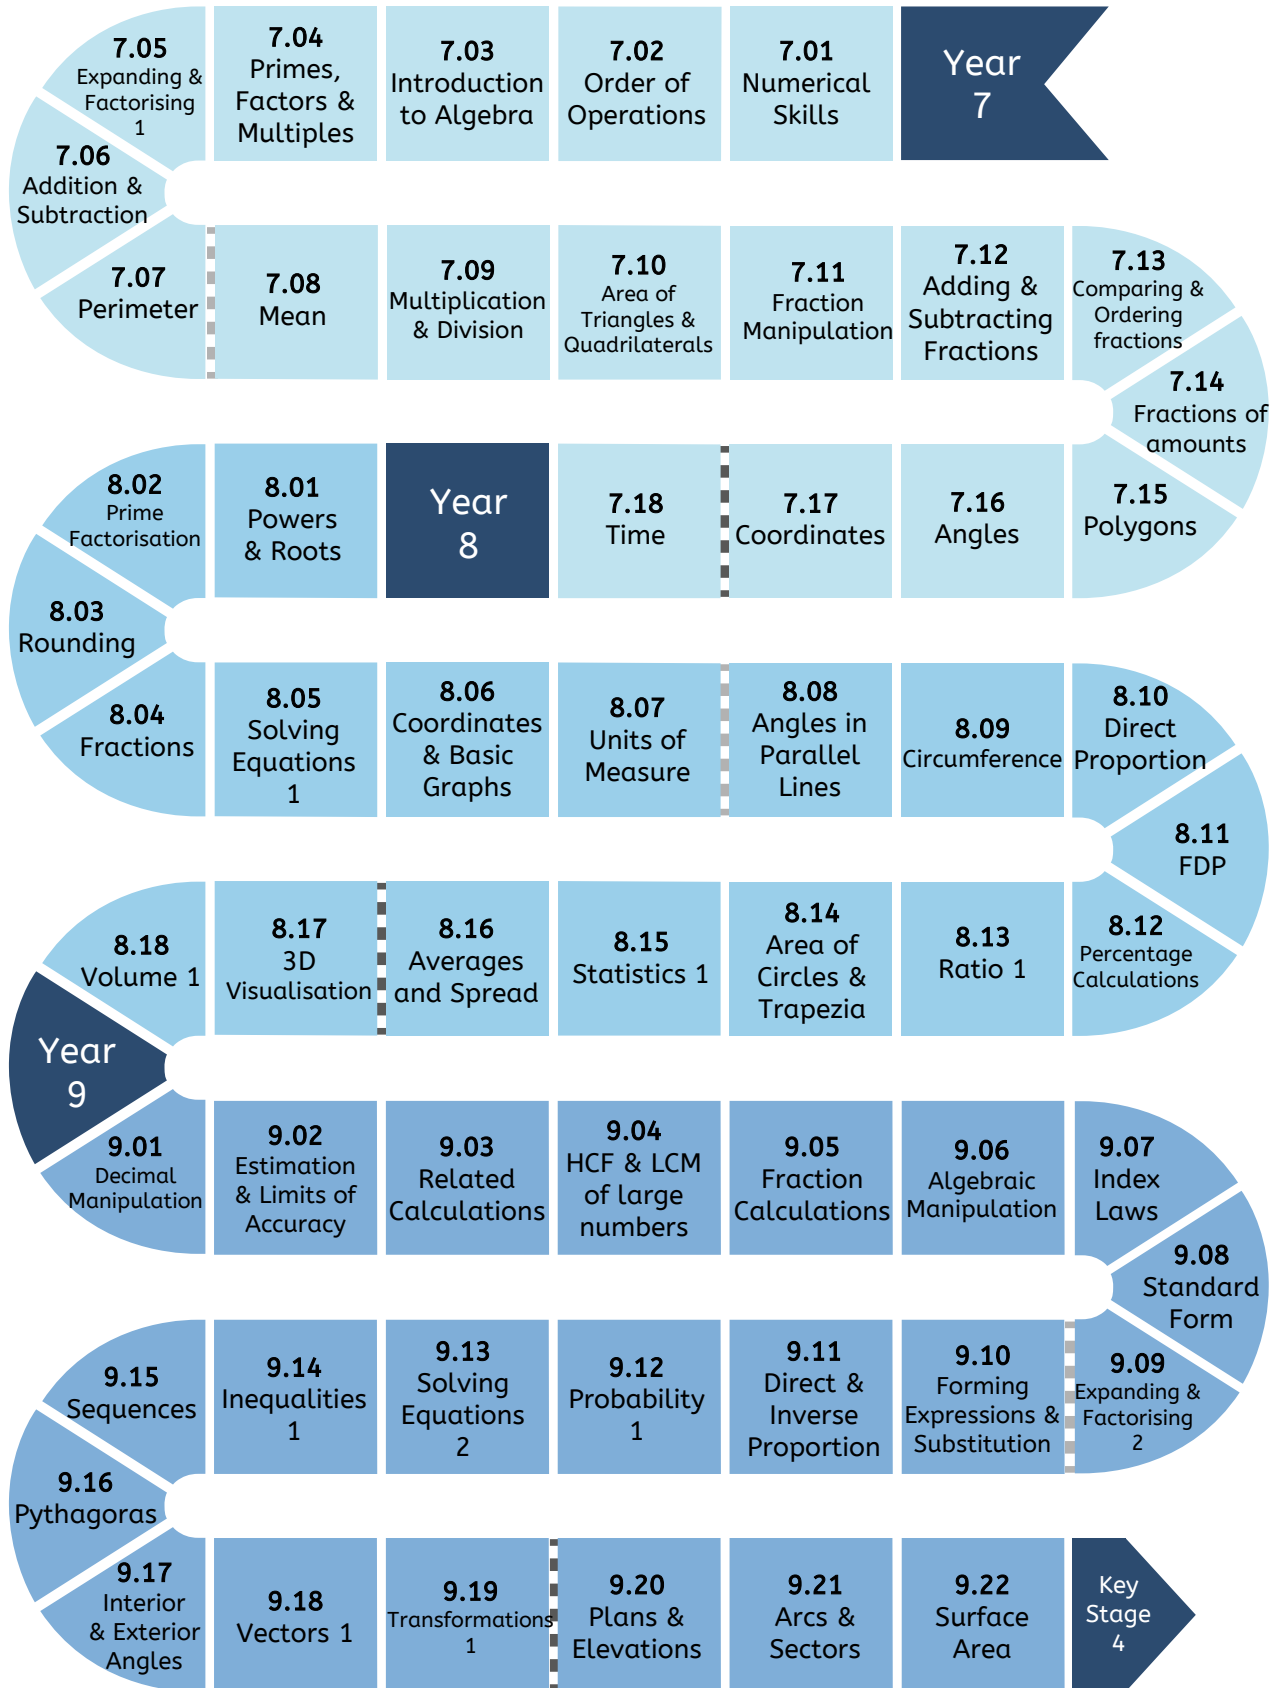 Year
7
7.01
Numerical
Skills
7.02
Order of
Operations
7.03
Introduction
to Algebra
7.04
Primes,
Factors &
Multiples
7.05
Expanding &
Factorising
1
7.06
Addition &
Subtraction
7.07
Perimeter
7.08
Mean
7.09
Multiplication
& Division
7.10
Area of
Triangles &
Quadrilaterals
7.11
Fraction
Manipulation
7.12
Adding &
Subtracting
Fractions
7.13
Comparing &
Ordering
fractions
7.14
Fractions of
amounts
7.15
Polygons
7.16
Angles
7.17
Coordinates
7.18
Time
Year
8
8.01
Powers
& Roots
8.02
Prime
Factorisation
8.03
Rounding
8.04
Fractions
8.05
Solving
Equations
1
8.06
Coordinates
& Basic
Graphs
8.07
Units of
Measure
8.08
Angles in
Parallel
Lines
8.09
Circumference
8.10
Direct
Proportion
8.11
FDP
8.12
Percentage
Calculations
8.13
Ratio 1
8.14
Area of
Circles &
Trapezia
8.15
Statistics 1
8.16
Averages
and Spread
8.17
3D
Visualisation
8.18
Volume 1
Year
9
9.01
Decimal
Manipulation
9.02
Estimation
& Limits of
Accuracy
9.03
Related
Calculations
9.04
HCF & LCM
of large
numbers
9.05
Fraction
Calculations
9.06
Algebraic
Manipulation
9.07
Index
Laws
9.08
Standard
Form
9.09
Expanding &
Factorising
2
9.10
Forming
Expressions &
Substitution
9.11
Direct &
Inverse
Proportion
9.12
Probability
1
9.13
Solving
Equations
2
9.14
Inequalities
1
9.15
Sequences
9.16
Pythagoras
9.17
Interior
& Exterior
Angles
9.18
Vectors 1
9.19
Transformations
1
9.20
Plans &
Elevations
9.21
Arcs &
Sectors
9.22
Surface
Area
Key
Stage
4